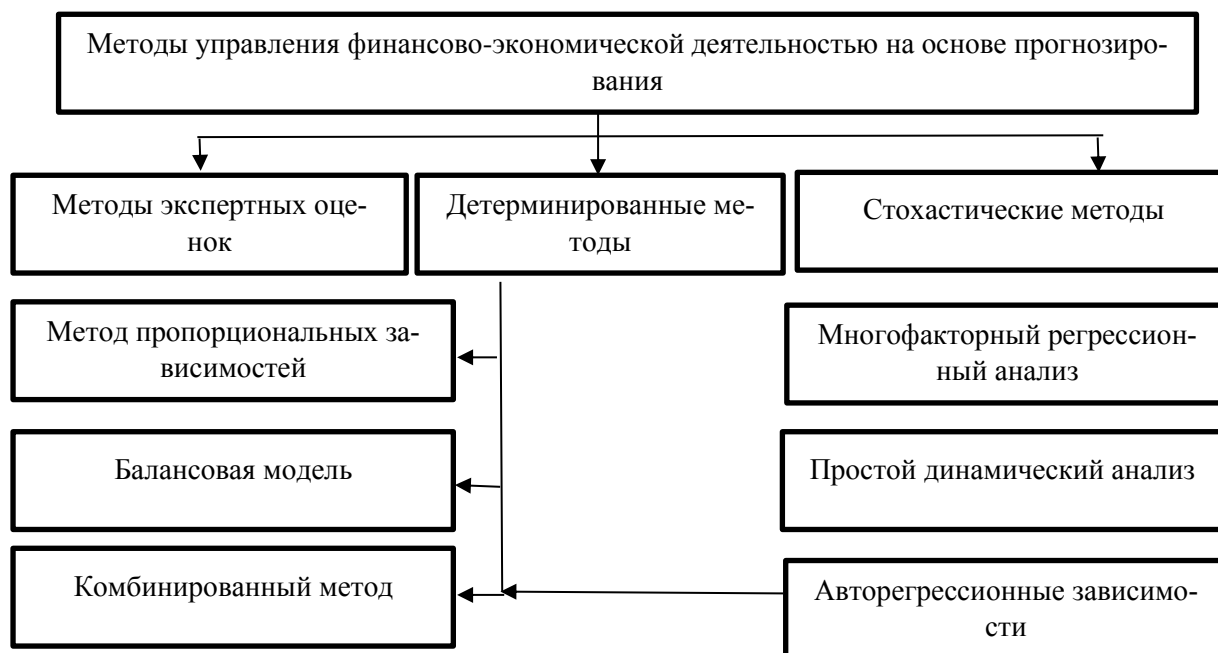 Методы управления финансово-экономической деятельностью на основе прогнозиро-
вания
Методы экспертных оце-
нок
Детерминированные ме-
тоды
Стохастические методы
Метод пропорциональных за-
висимостей
Многофакторный регрессион-
ный анализ
Балансовая модель
Простой динамический анализ
Комбинированный метод
Авторегрессионные зависимо-
сти